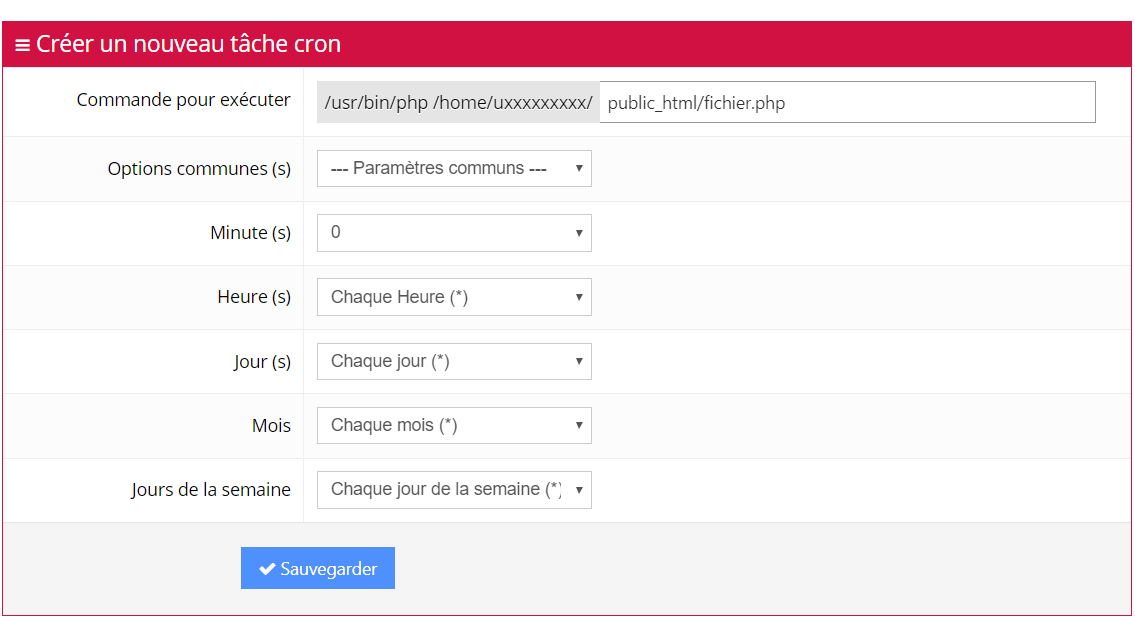 Créer un nouveau tâche cron
Commande pour exécuter /usr/bin/php /home/uxxxxxxxxx/ public_html/fichier.php
Options communes (s) --- Paramètres communs ---
Minute (s) 0
Heure (s) Chaque Heure (*)
Jour (s) Chaque jour (*)
Mois Chaque mois (*)
Jours de la semaine Chaque jour de la semaine (*)
Sauvegarder